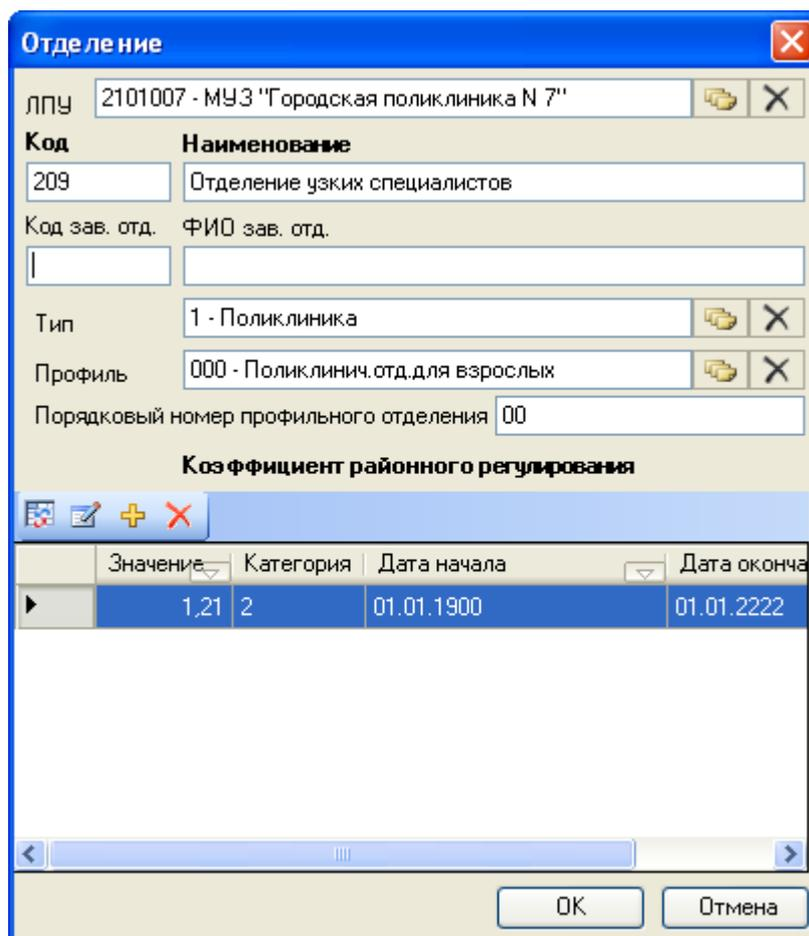 Отделение
ЛПУ 2101007 - МУЗ "Городская поликлиника N 7"
Код Наименование
209 Отделение узких специалистов
Код зав. отд. ФИО зав. отд.
Тип 1 - Поликлиника
Профиль 000 - Поликлинич.отд.для взрослых
Порядковый номер профильного отделения 00
Коэффициент районного регулирования
Значение Категория Дата начала Дата оконча
1,21 2 01.01.1900 01.01.2222
OK Отмена